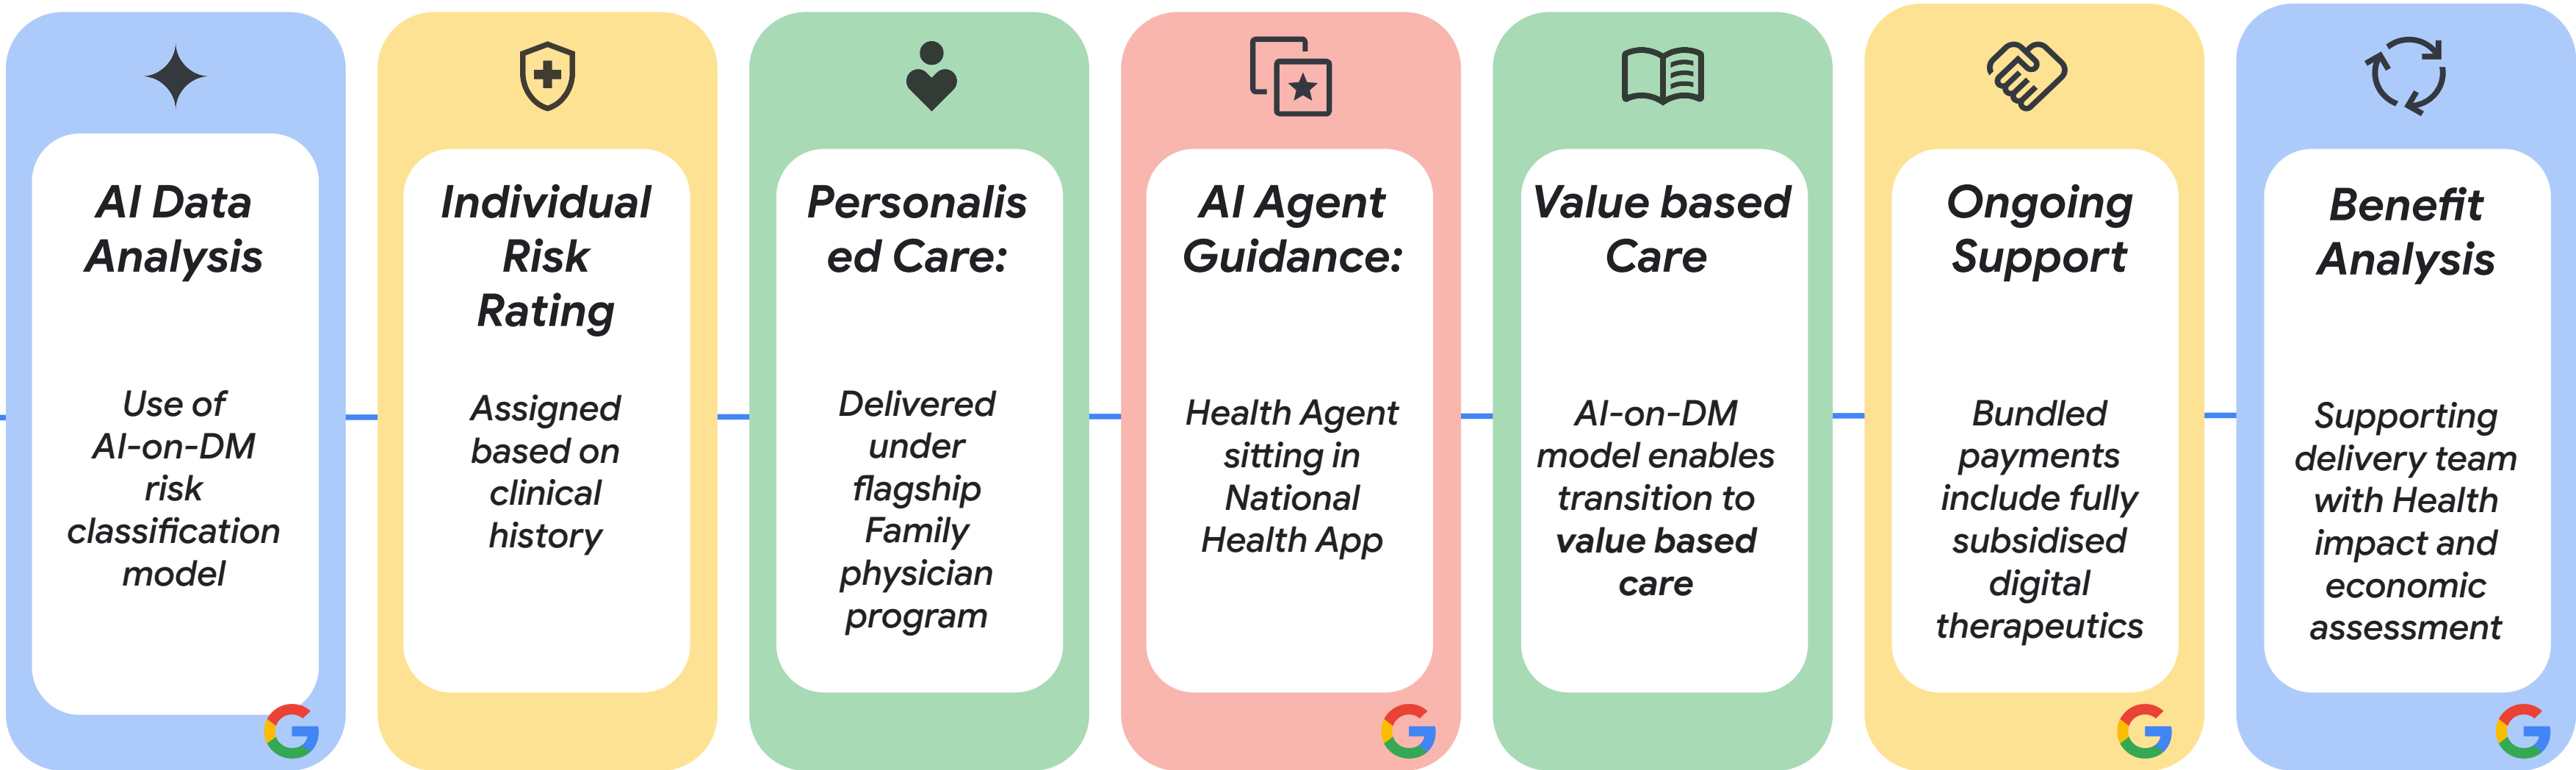 AI Data
Analysis
Use of
AI-on-DM
risk
classification
model
Individual
Risk
Rating
Assigned
based on
clinical
history
Personalis
ed Care:
Delivered
under
flagship
Family
physician
program
AI Agent
Guidance:
Health Agent
sitting in
National
Health App
Value based
Care
AI-on-DM
model enables
transition to
value based
care
Ongoing
Support
Bundled
payments
include fully
subsidised
digital
therapeutics
Benefit
Analysis
Supporting
delivery team
with Health
impact and
economic
assessment